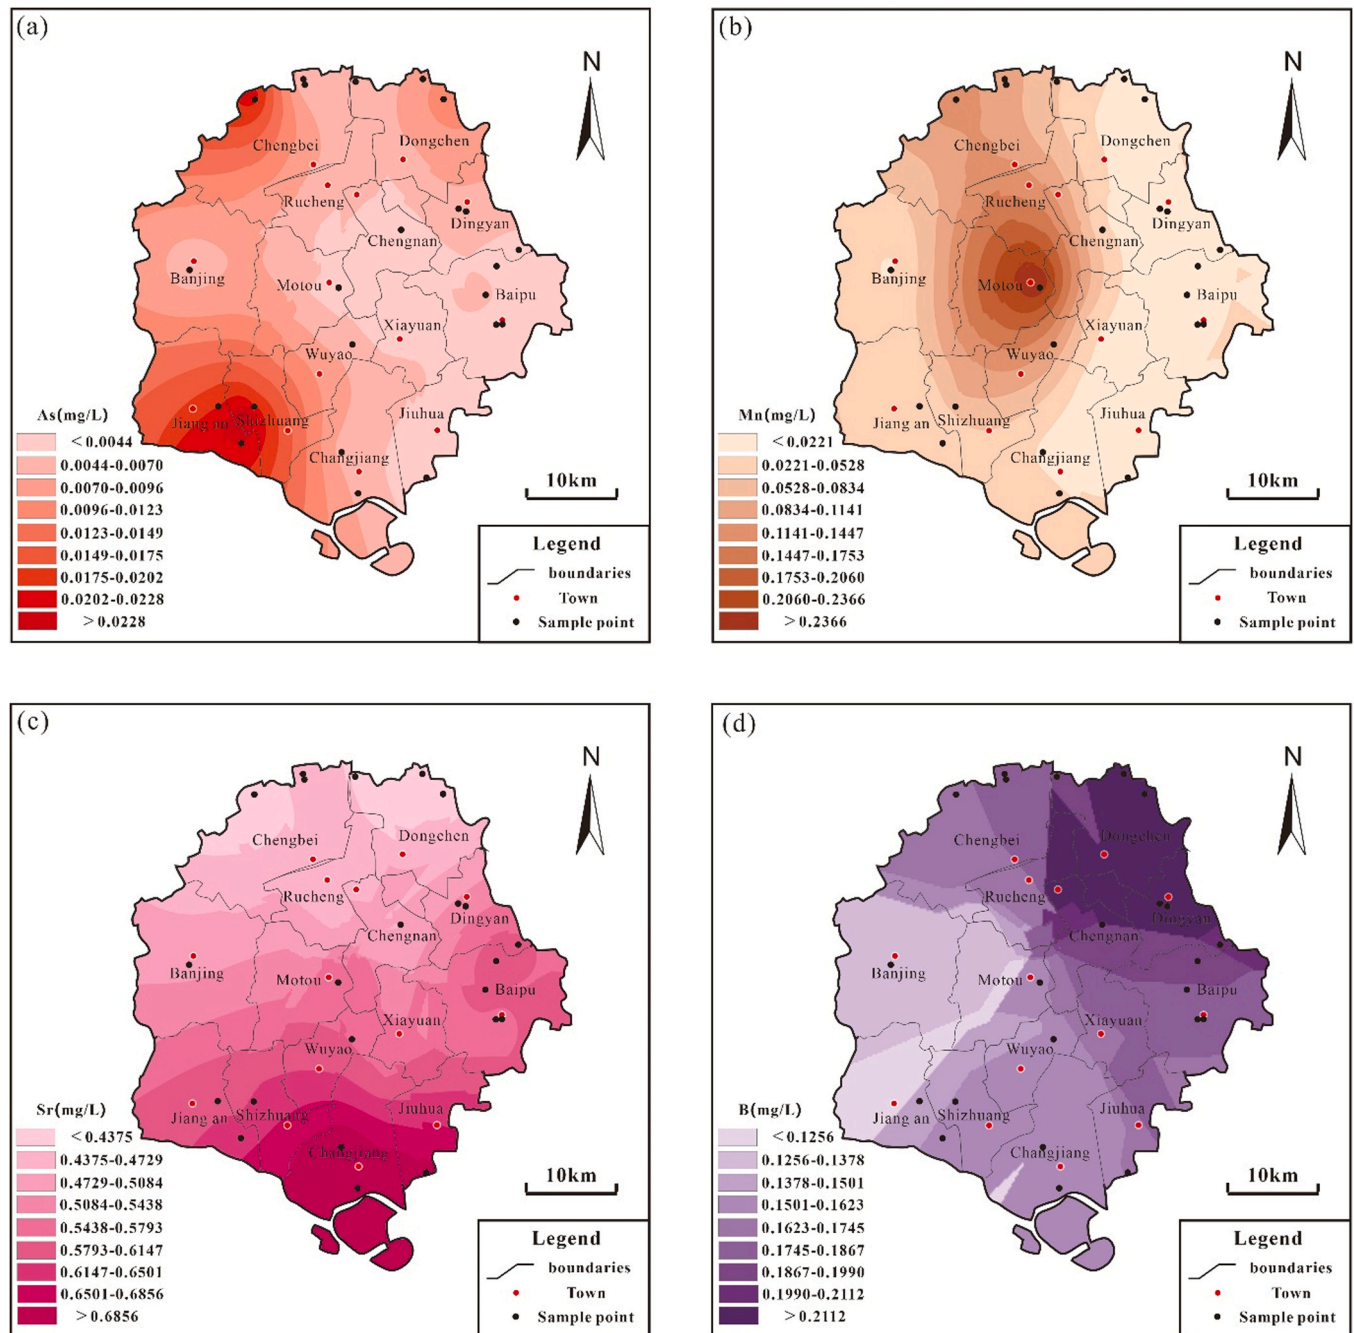 (a)
N
Chengbei
Dongchen
Rucheng
Dingyan
Chengnan
Banjing
Motou
Baipu
Xiayuan
Wuyao
As(mg/L)
Jiang an
Shizhuang
Jiuhua
Changjiang
<0.0044
0.0044-0.0070
0.0070-0.0096
0.0096-0.0123
0.0123-0.0149
0.0149-0.0175
0.0175-0.0202
0.0202-0.0228
>0.0228
10km
Legend
boundaries
Town
Sample point
(b)
N
Chengbei
Dongchen
Rucheng
Dingyan
Chengnan
Banjing
Motou
Baipu
Xiayuan
Wuyao
Mn(mg/L)
Jiang an
Shizhuang
Jiuhua
Changjiang
<0.0221
0.0221-0.0528
0.0528-0.0834
0.0834-0.1141
0.1141-0.1447
0.1447-0.1753
0.1753-0.2060
0.2060-0.2366
>0.2366
10km
Legend
boundaries
Town
Sample point
(c)
N
Chengbei
Dongchen
Rucheng
Dingyan
Chengnan
Banjing
Motou
Baipu
Xiayuan
Wuyao
Sr(mg/L)
Jiang an
Shizhuang
Jiuhua
Changjiang
<0.4375
0.4375-0.4729
0.4729-0.5084
0.5084-0.5438
0.5438-0.5793
0.5793-0.6147
0.6147-0.6501
0.6501-0.6856
>0.6856
10km
Legend
boundaries
Town
Sample point
(d)
N
Chengbei
Dongchen
Rucheng
Dingyan
Chengnan
Banjing
Motou
Baipu
Xiayuan
Wuyao
B(mg/L)
Jiang an
Shizhuang
Jiuhua
Changjiang
<0.1256
0.1256-0.1378
0.1378-0.1501
0.1501-0.1623
0.1623-0.1745
0.1745-0.1867
0.1867-0.1990
0.1990-0.2112
>0.2112
10km
Legend
boundaries
Town
Sample point